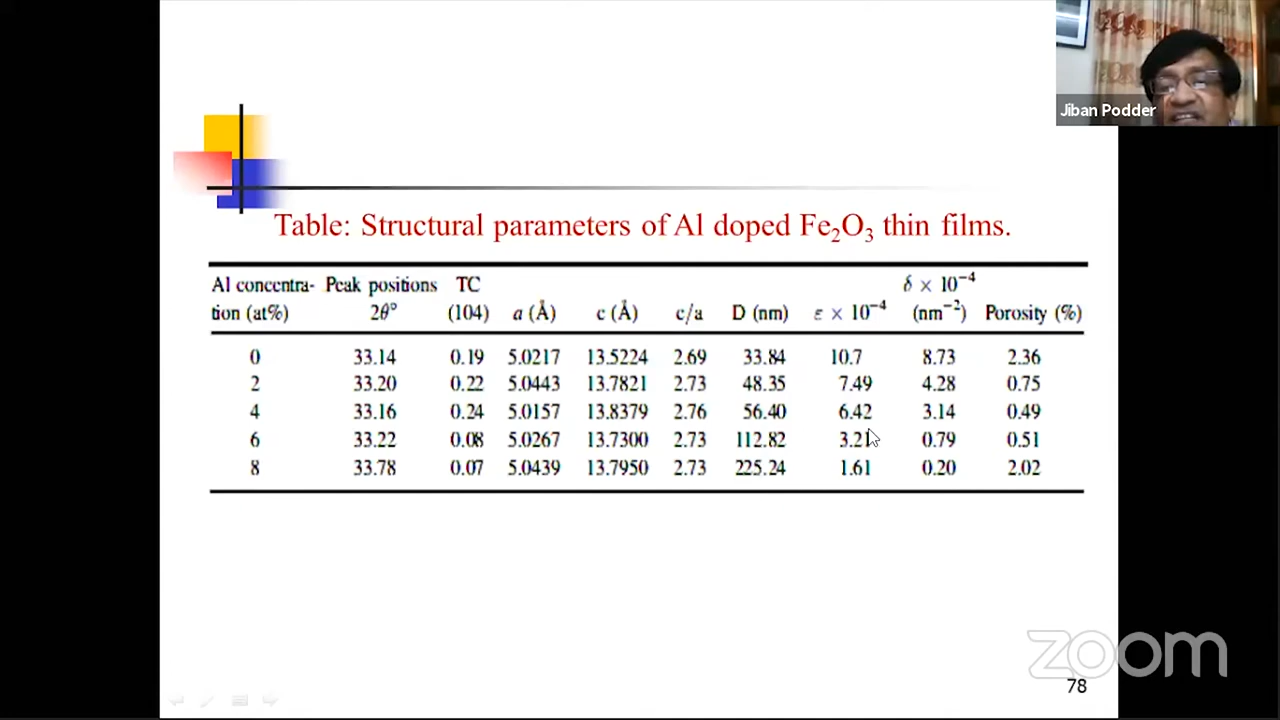 Jiban Podder
Table: Structural parameters of Al doped Fe₂O₃ thin films.
Al concentra- Peak positions TC δ × 10⁻⁴
tion (at%) 2θ° (104) a (Å) c (Å) c/a D (nm) ε × 10⁻⁴ (nm⁻²) Porosity (%)
0 33.14 0.19 5.0217 13.5224 2.69 33.84 10.7 8.73 2.36
2 33.20 0.22 5.0443 13.7821 2.73 48.35 7.49 4.28 0.75
4 33.16 0.24 5.0157 13.8379 2.76 56.40 6.42 3.14 0.49
6 33.22 0.08 5.0267 13.7300 2.73 112.82 3.21 0.79 0.51
8 33.78 0.07 5.0439 13.7950 2.73 225.24 1.61 0.20 2.02
zoom
78